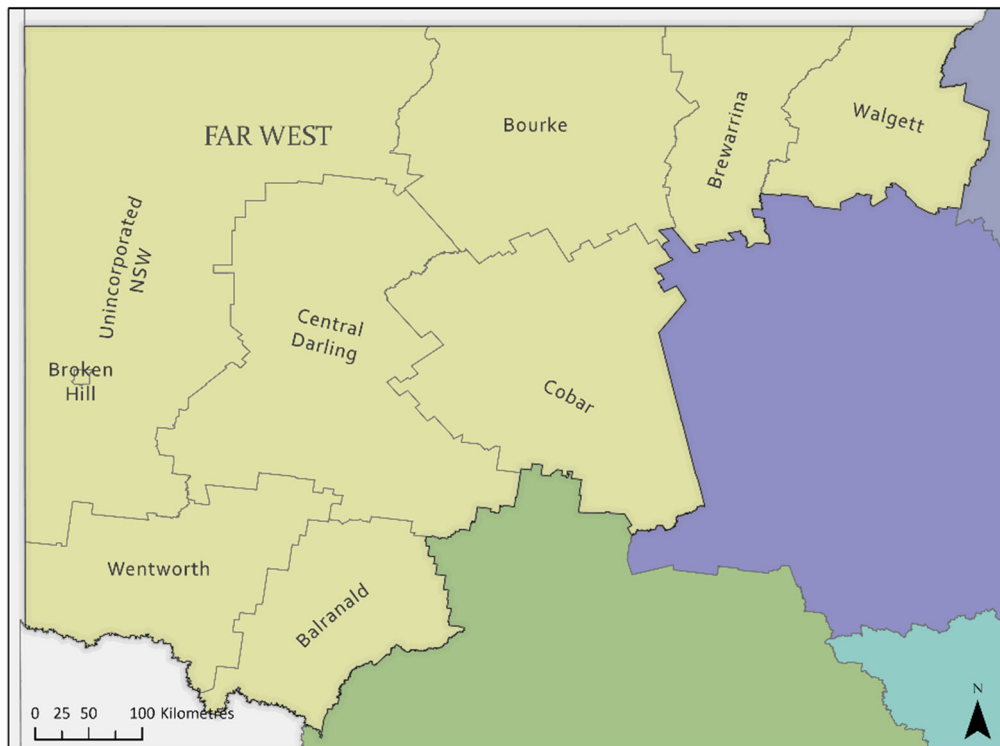 FAR WEST
Bourke
Brewarrina
Walgett
Unincorporated
NSW
Central
Darling
Broken
Hill
Cobar
Wentworth
Balranald
0 25 50 100 Kilometres
N